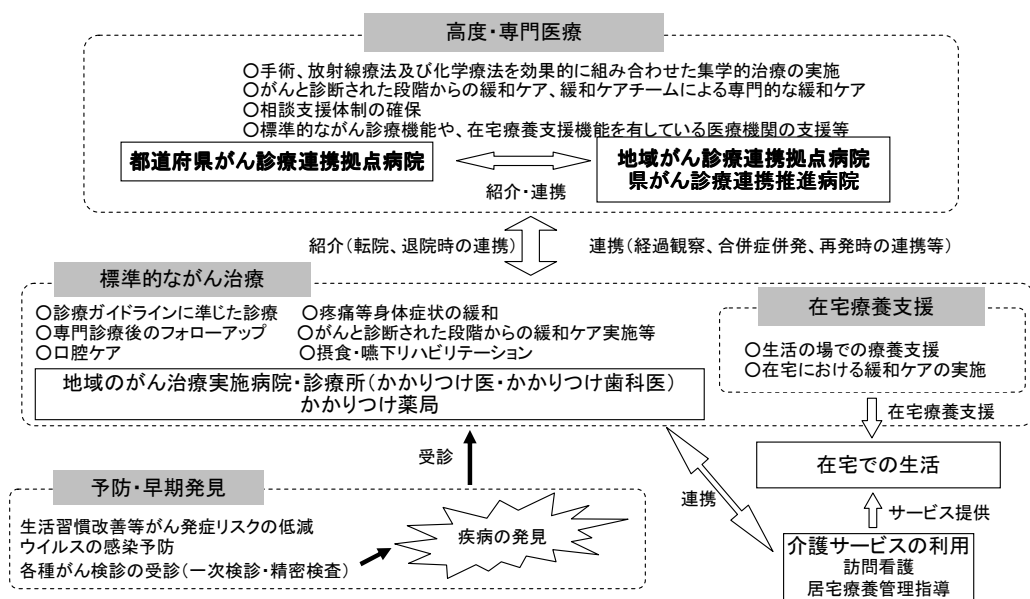 高度・専門医療
○手術、放射線療法及び化学療法を効果的に組み合わせた集学的治療の実施
○がんと診断された段階からの緩和ケア、緩和ケアチームによる専門的な緩和ケア
○相談支援体制の確保
○標準的ながん診療機能や、在宅療養支援機能を有している医療機関の支援等
都道府県がん診療連携拠点病院
紹介・連携
地域がん診療連携拠点病院
県がん診療連携推進病院
紹介(転院、退院時の連携)
連携(経過観察、合併症併発、再発時の連携等)
標準的ながん治療
○診療ガイドラインに準じた診療
○専門診療後のフォローアップ
○口腔ケア
○疼痛等身体症状の緩和
○がんと診断された段階からの緩和ケア実施等
○摂食・嚥下リハビリテーション
地域のがん治療実施病院・診療所(かかりつけ医・かかりつけ歯科医)
かかりつけ薬局
在宅療養支援
○生活の場での療養支援
○在宅における緩和ケアの実施
在宅療養支援
在宅での生活
サービス提供
介護サービスの利用
訪問看護
居宅療養管理指導
連携
受診
予防・早期発見
生活習慣改善等がん発症リスクの低減
ウイルスの感染予防
各種がん検診の受診(一次検診・精密検査)
疾病の発見